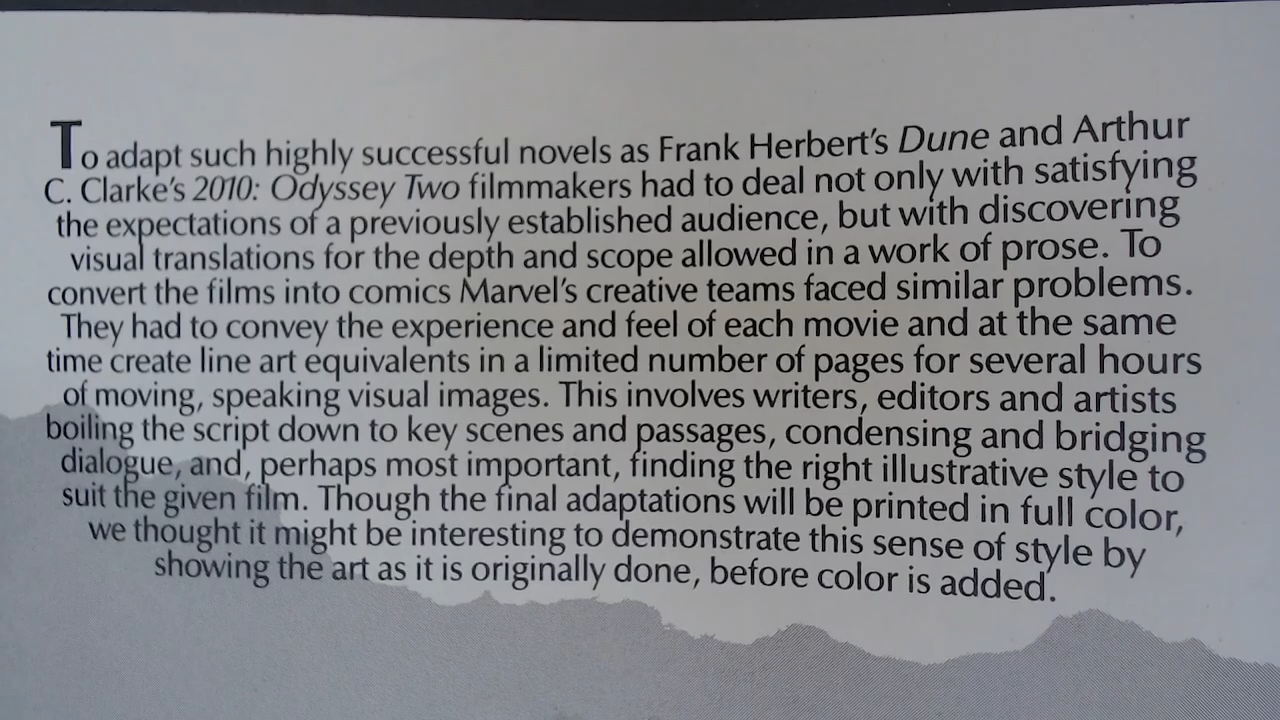 To adapt such highly successful novels as Frank Herbert's Dune and Arthur
C. Clarke's 2010: Odyssey Two filmmakers had to deal not only with satisfying
the expectations of a previously established audience, but with discovering
visual translations for the depth and scope allowed in a work of prose. To
convert the films into comics Marvel's creative teams faced similar problems.
They had to convey the experience and feel of each movie and at the same
time create line art equivalents in a limited number of pages for several hours
of moving, speaking visual images. This involves writers, editors and artists
boiling the script down to key scenes and passages, condensing and bridging
dialogue, and, perhaps most important, finding the right illustrative style to
suit the given film. Though the final adaptations will be printed in full color,
we thought it might be interesting to demonstrate this sense of style by
showing the art as it is originally done, before color is added.